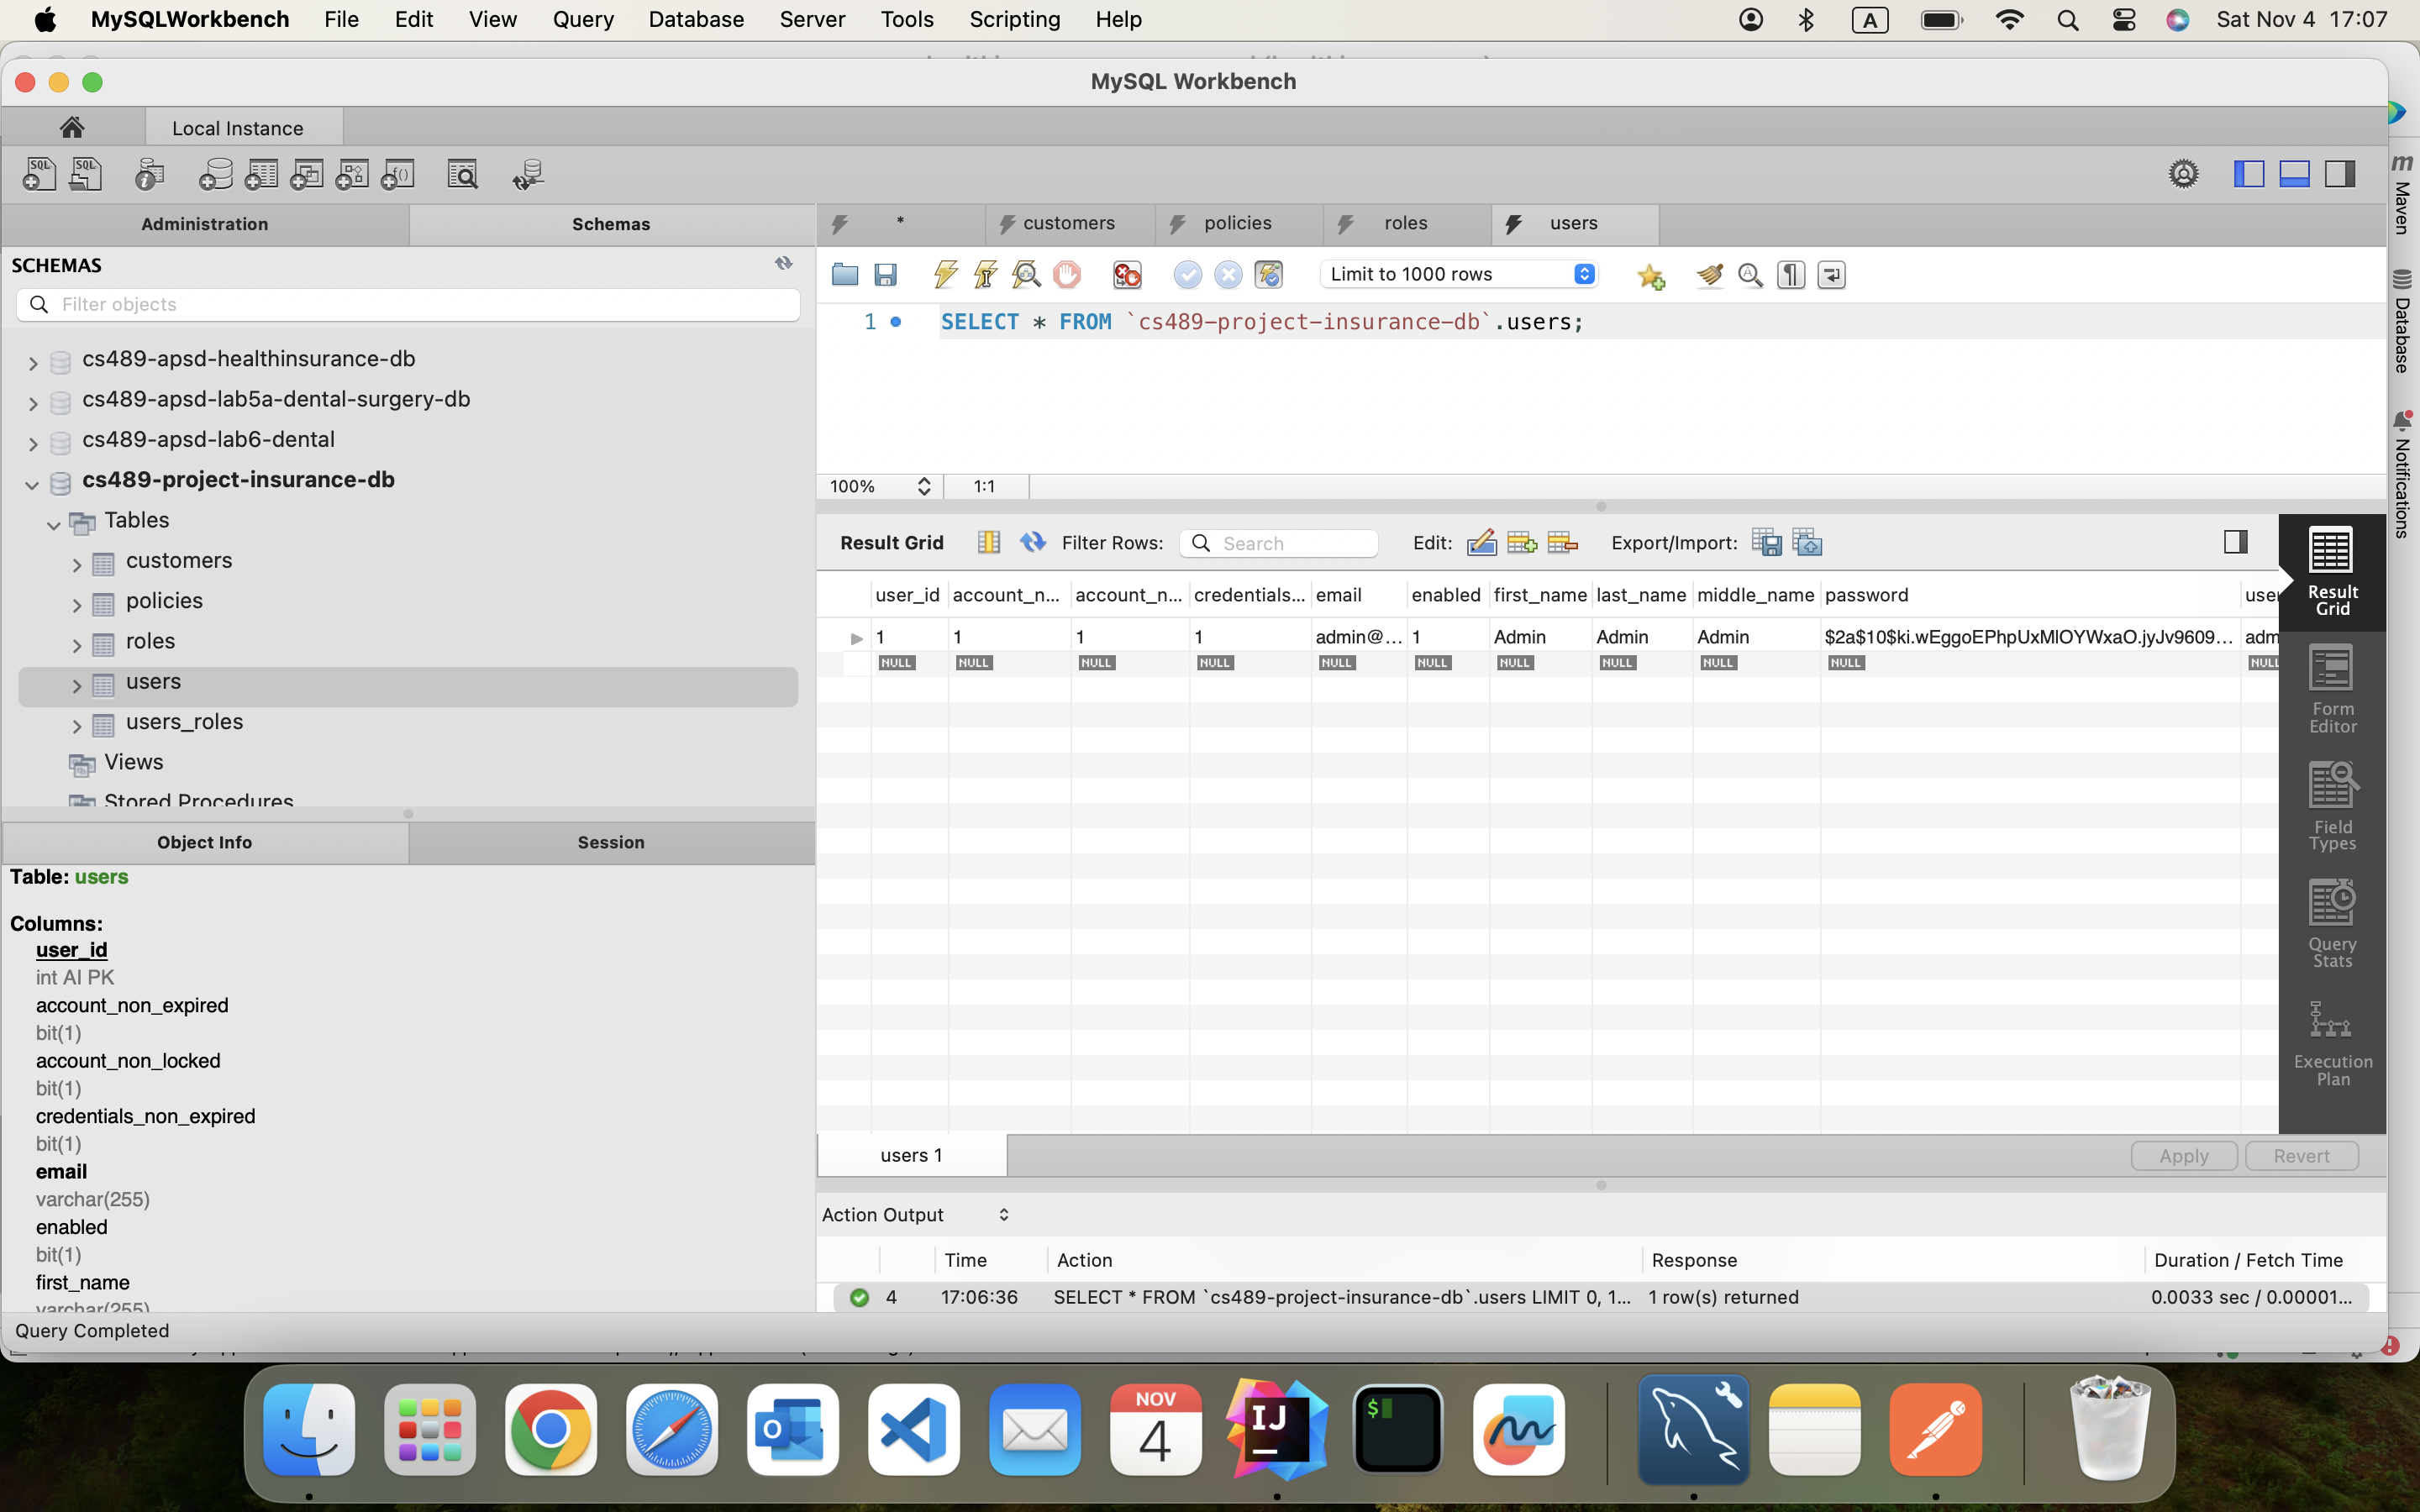 MySQLWorkbench File Edit View Query Database Server Tools Scripting Help A Sat Nov 4 17:07
MySQL Workbench
Local Instance
Administration Schemas
* customers policies roles users
SCHEMAS
Filter objects
Limit to 1000 rows
1 SELECT * FROM `cs489-project-insurance-db`.users;
cs489-apsd-healthinsurance-db
cs489-apsd-lab5a-dental-surgery-db
cs489-apsd-lab6-dental
cs489-project-insurance-db
Tables
customers
policies
roles
users
users_roles
Views
Stored Procedures
100% 1:1
Result Grid Filter Rows: Search Edit: Export/Import:
user_id account_n... account_n... credentials... email enabled first_name last_name middle_name password user
1 1 1 1 admin@... 1 Admin Admin Admin $2a$10$ki.wEggoEPhpUxMlOYWxaO.jyJv9609... adm
NULL NULL NULL NULL NULL NULL NULL NULL NULL NULL NULL
Result
Grid
Form
Editor
Field
Types
Query
Stats
Execution
Plan
Maven
Database
Notifications
Object Info Session
Table: users
Columns:
user_id
int AI PK
account_non_expired
bit(1)
account_non_locked
bit(1)
credentials_non_expired
bit(1)
email
varchar(255)
enabled
bit(1)
first_name
varchar(255)
users 1 Apply Revert
Action Output
Time Action Response Duration / Fetch Time
4 17:06:36 SELECT * FROM `cs489-project-insurance-db`.users LIMIT 0, 1... 1 row(s) returned 0.0033 sec / 0.00001...
Query Completed
NOV
4
IJ